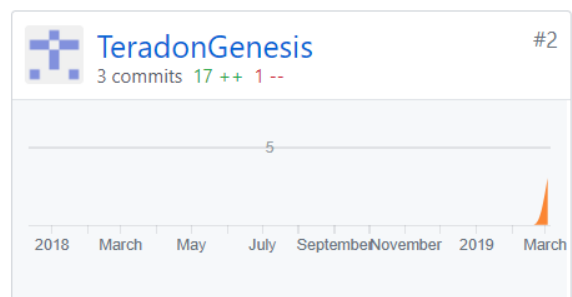 TeradonGenesis
#2
3 commits 17 ++ 1 --
5
2018 March May July September November 2019 March